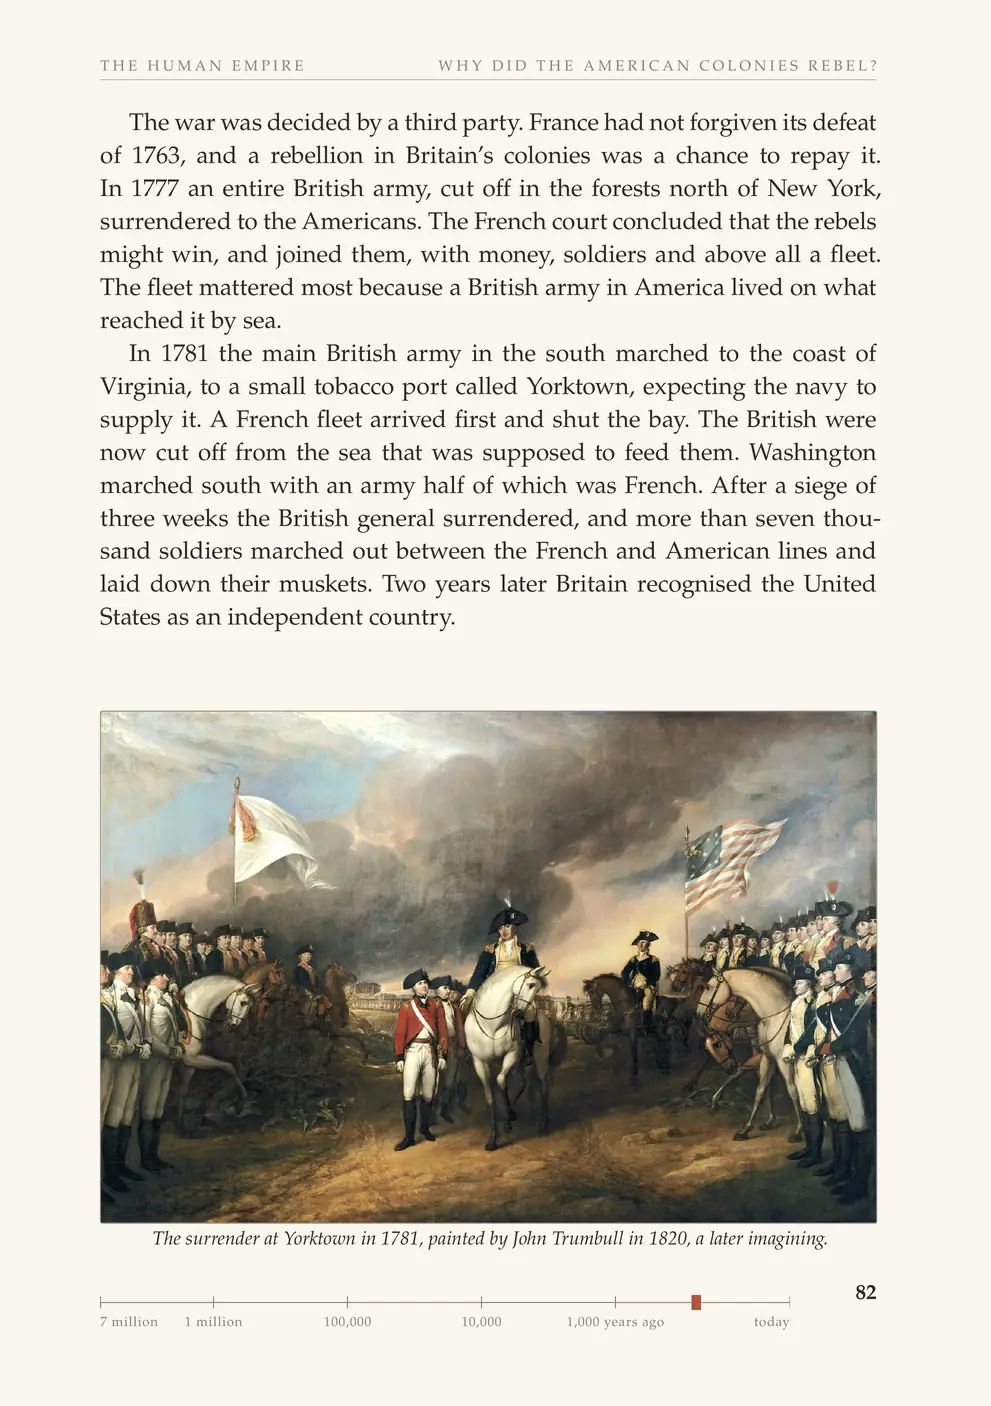 THE HUMAN EMPIRE
WHY DID THE AMERICAN COLONIES REBEL?
The war was decided by a third party. France had not forgiven its defeat
of 1763, and a rebellion in Britain’s colonies was a chance to repay it.
In 1777 an entire British army, cut off in the forests north of New York,
surrendered to the Americans. The French court concluded that the rebels
might win, and joined them, with money, soldiers and above all a fleet.
The fleet mattered most because a British army in America lived on what
reached it by sea.
In 1781 the main British army in the south marched to the coast of
Virginia, to a small tobacco port called Yorktown, expecting the navy to
supply it. A French fleet arrived first and shut the bay. The British were
now cut off from the sea that was supposed to feed them. Washington
marched south with an army half of which was French. After a siege of
three weeks the British general surrendered, and more than seven thou-
sand soldiers marched out between the French and American lines and
laid down their muskets. Two years later Britain recognised the United
States as an independent country.
The surrender at Yorktown in 1781, painted by John Trumbull in 1820, a later imagining.
82
7 million
1 million
100,000
10,000
1,000 years ago
today